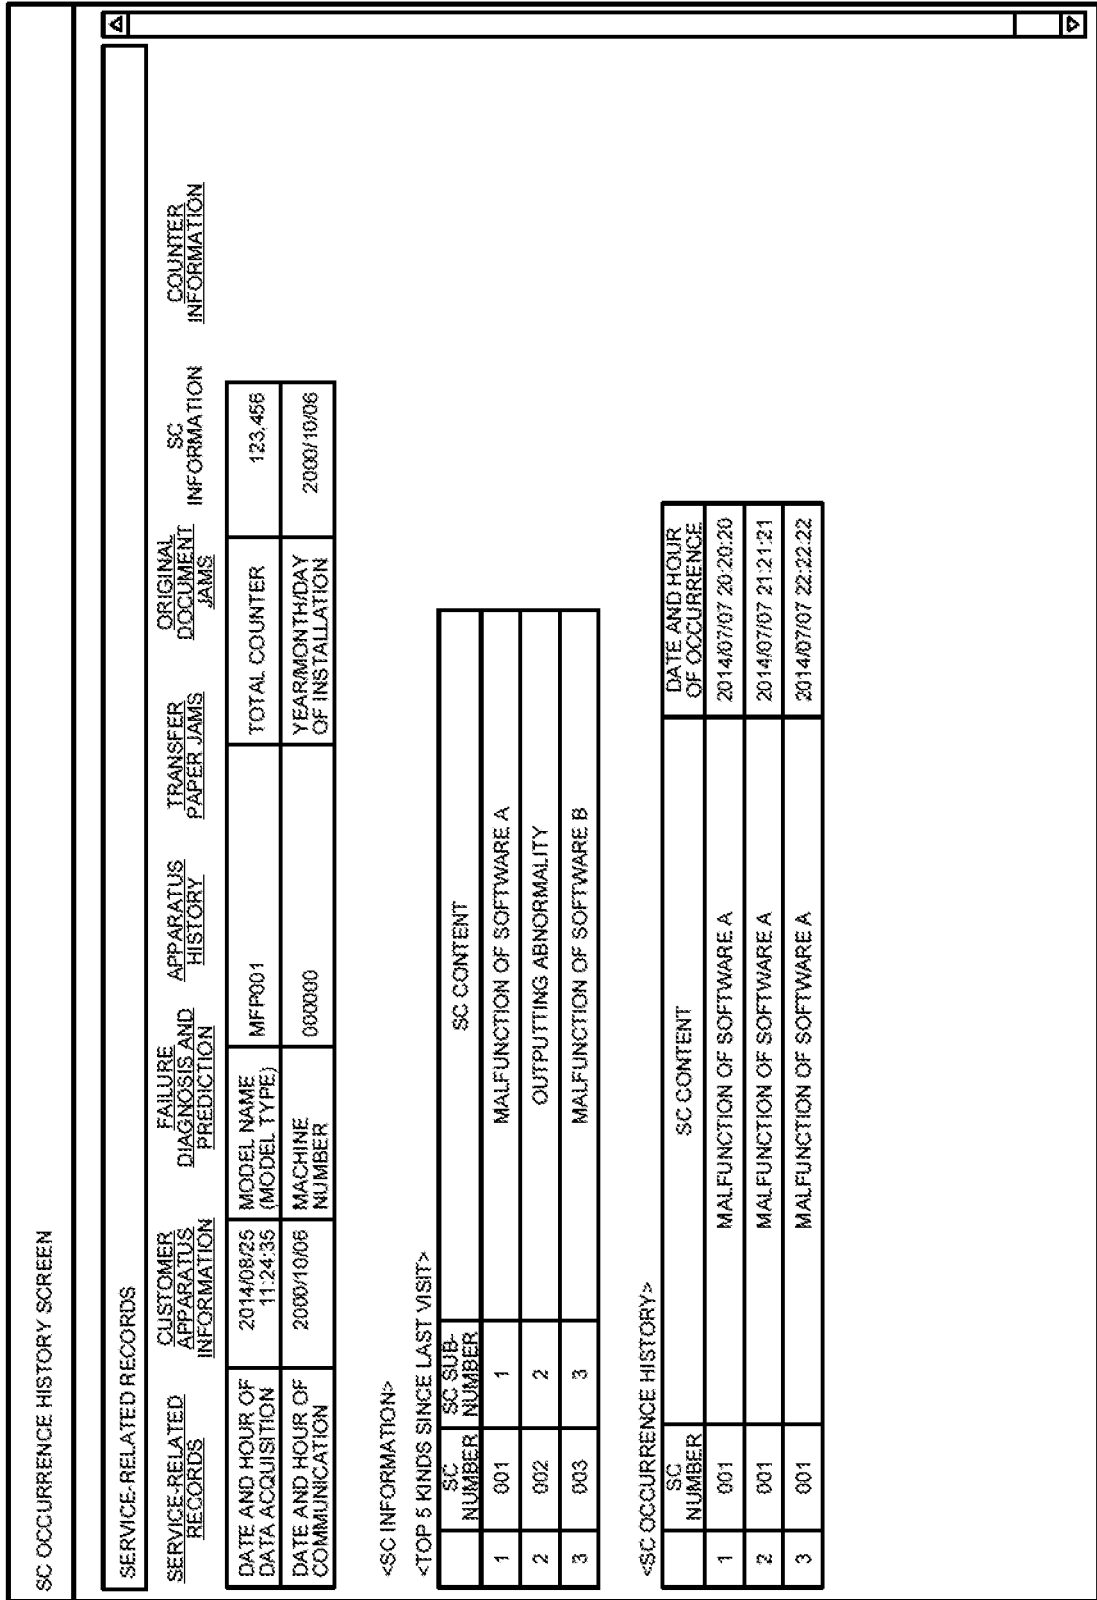 SC OCCURRENCE HISTORY SCREEN
SERVICE-RELATED RECORDS
SERVICE-RELATED
RECORDS
CUSTOMER
APPARATUS
INFORMATION
FAILURE
DIAGNOSIS AND
PREDICTION
APPARATUS
HISTORY
TRANSFER
PAPER JAMS
ORIGINAL
DOCUMENT
JAMS
SC
INFORMATION
COUNTER
INFORMATION
DATE AND HOUR OF
DATA ACQUISITION
2014/08/25
11:24:35
MODEL NAME
(MODEL TYPE)
MFP001
TOTAL COUNTER
123,456
DATE AND HOUR OF
COMMUNICATION
2000/10/06
MACHINE
NUMBER
000000
YEAR/MONTH/DAY
OF INSTALLATION
2000/10/06
<SC INFORMATION>
<TOP 5 KINDS SINCE LAST VISIT>
SC
NUMBER
SC SUB-
NUMBER
SC CONTENT
1 001 1 MALFUNCTION OF SOFTWARE A
2 002 2 OUTPUTTING ABNORMALITY
3 003 3 MALFUNCTION OF SOFTWARE B
<SC OCCURRENCE HISTORY>
SC
NUMBER
SC CONTENT
DATE AND HOUR
OF OCCURRENCE
1 001 MALFUNCTION OF SOFTWARE A 2014/07/07 20:20:20
2 001 MALFUNCTION OF SOFTWARE A 2014/07/07 21:21:21
3 001 MALFUNCTION OF SOFTWARE A 2014/07/07 22:22:22